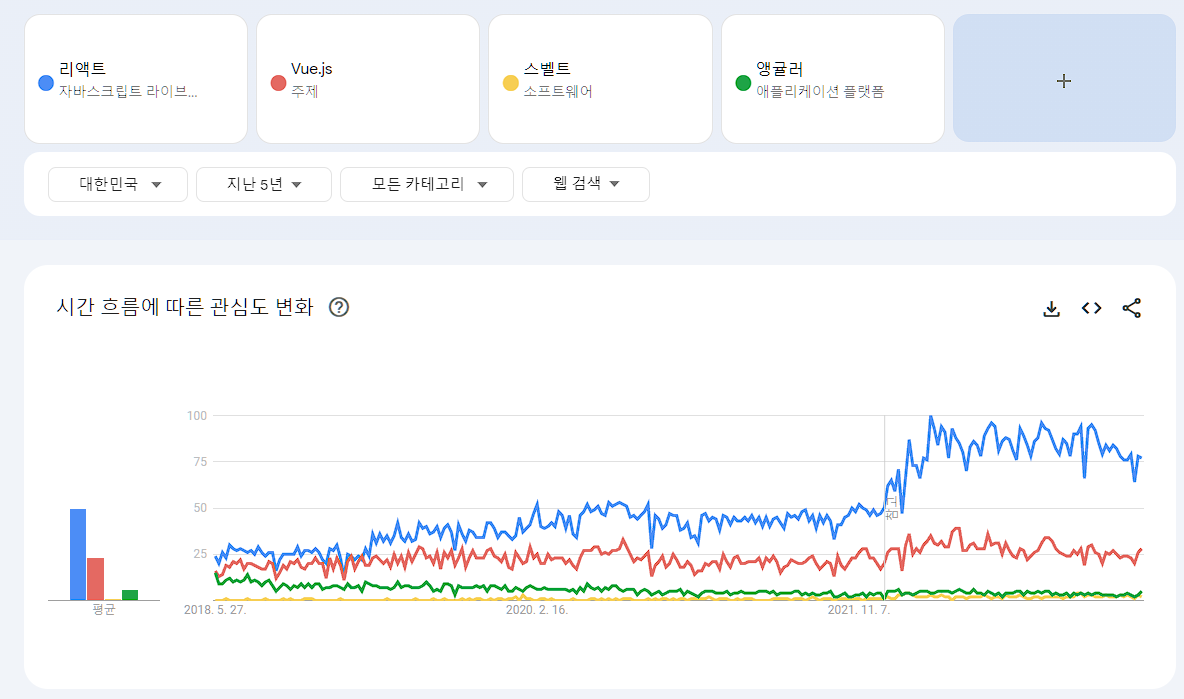 리액트
자바스크립트 라이브...
Vue.js
주제
스벨트
소프트웨어
앵귤러
애플리케이션 플랫폼
+
대한민국
지난 5년
모든 카테고리
웹 검색
시간 흐름에 따른 관심도 변화
?
100
75
50
25
참고
평균
2018. 5. 27.
2020. 2. 16.
2021. 11. 7.